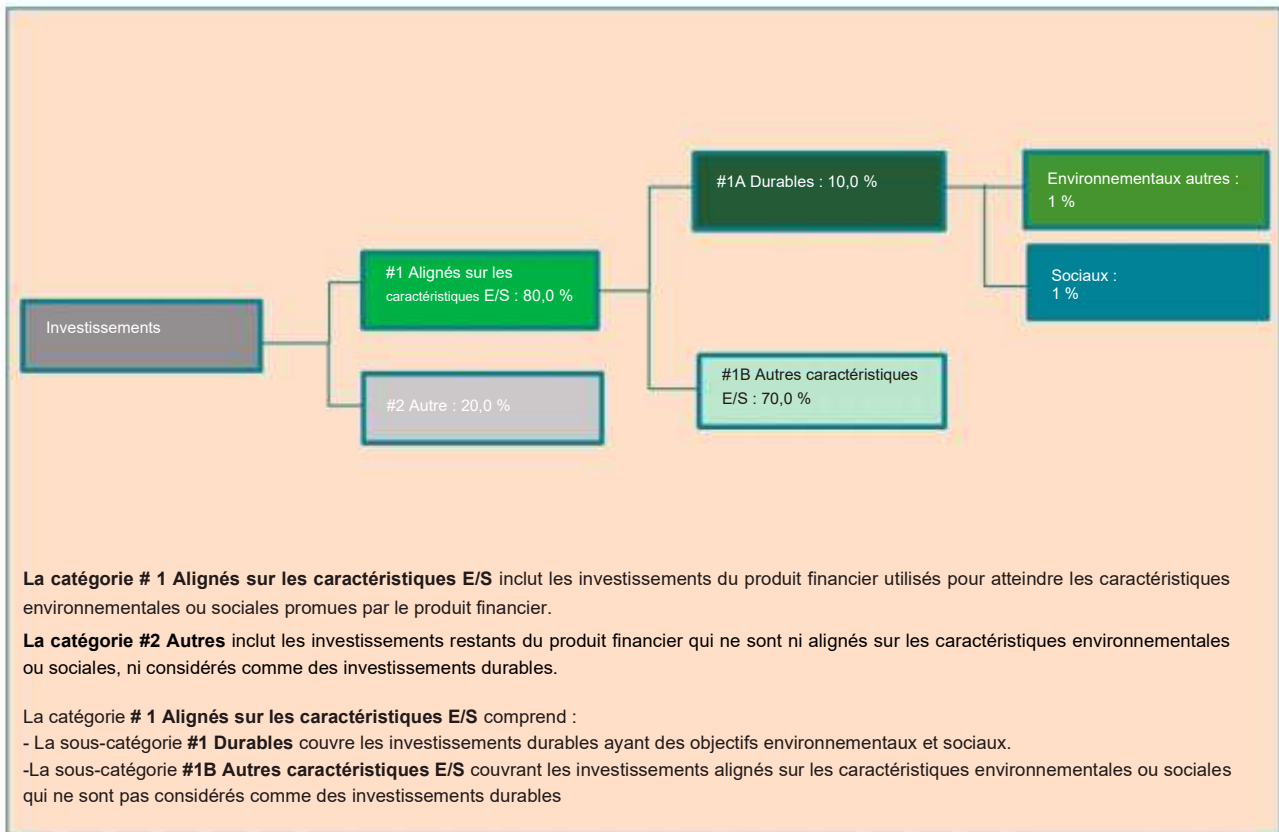 #1A Durables : 10,0 %
Environnementaux autres :
1 %
#1 Alignés sur les
caractéristiques E/S : 80,0 %
Sociaux :
1 %
Investissements
#1B Autres caractéristiques
E/S : 70,0 %
#2 Autre : 20,0 %
La catégorie # 1 Alignés sur les caractéristiques E/S inclut les investissements du produit financier utilisés pour atteindre les caractéristiques
environnementales ou sociales promues par le produit financier.
La catégorie #2 Autres inclut les investissements restants du produit financier qui ne sont ni alignés sur les caractéristiques environnementales
ou sociales, ni considérés comme des investissements durables.
La catégorie # 1 Alignés sur les caractéristiques E/S comprend :
- La sous-catégorie #1 Durables couvre les investissements durables ayant des objectifs environnementaux et sociaux.
-La sous-catégorie #1B Autres caractéristiques E/S couvrant les investissements alignés sur les caractéristiques environnementales ou sociales
qui ne sont pas considérés comme des investissements durables